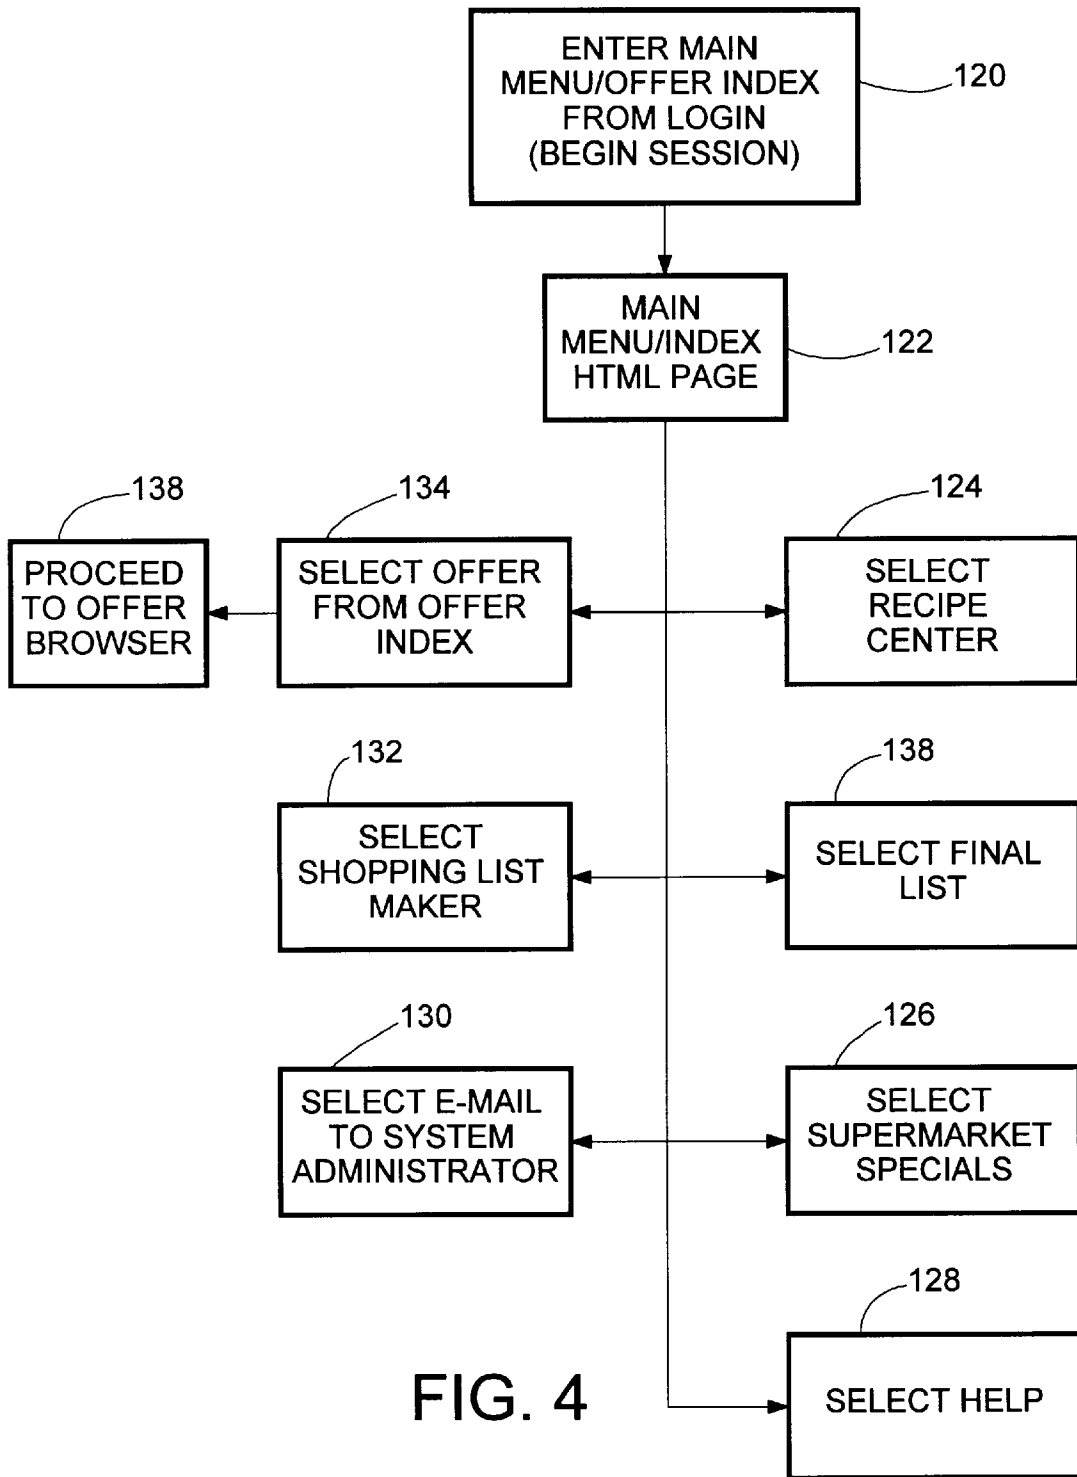 ENTER MAIN
MENU/OFFER INDEX
FROM LOGIN
(BEGIN SESSION)
120
MAIN
MENU/INDEX
HTML PAGE
122
138
PROCEED
TO OFFER
BROWSER
134
SELECT OFFER
FROM OFFER
INDEX
124
SELECT
RECIPE
CENTER
132
SELECT
SHOPPING LIST
MAKER
138
SELECT FINAL
LIST
130
SELECT E-MAIL
TO SYSTEM
ADMINISTRATOR
126
SELECT
SUPERMARKET
SPECIALS
128
SELECT HELP
FIG. 4